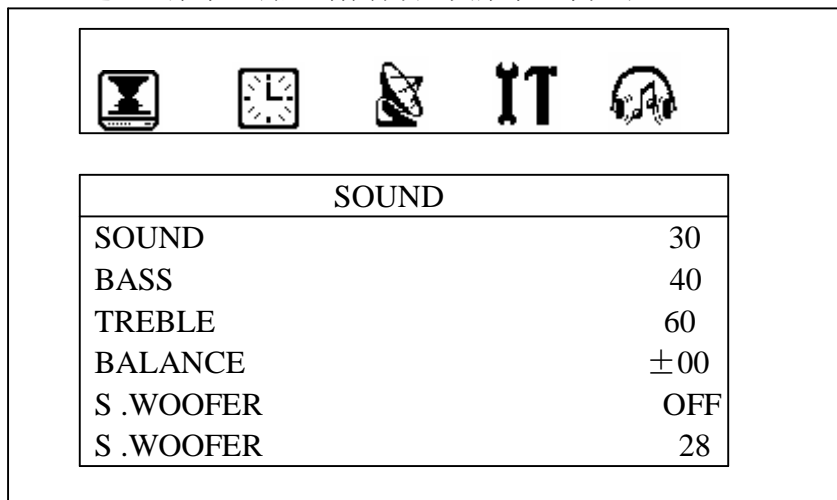 SOUND
SOUND 30
BASS 40
TREBLE 60
BALANCE ±00
S .WOOFER OFF
S .WOOFER 28